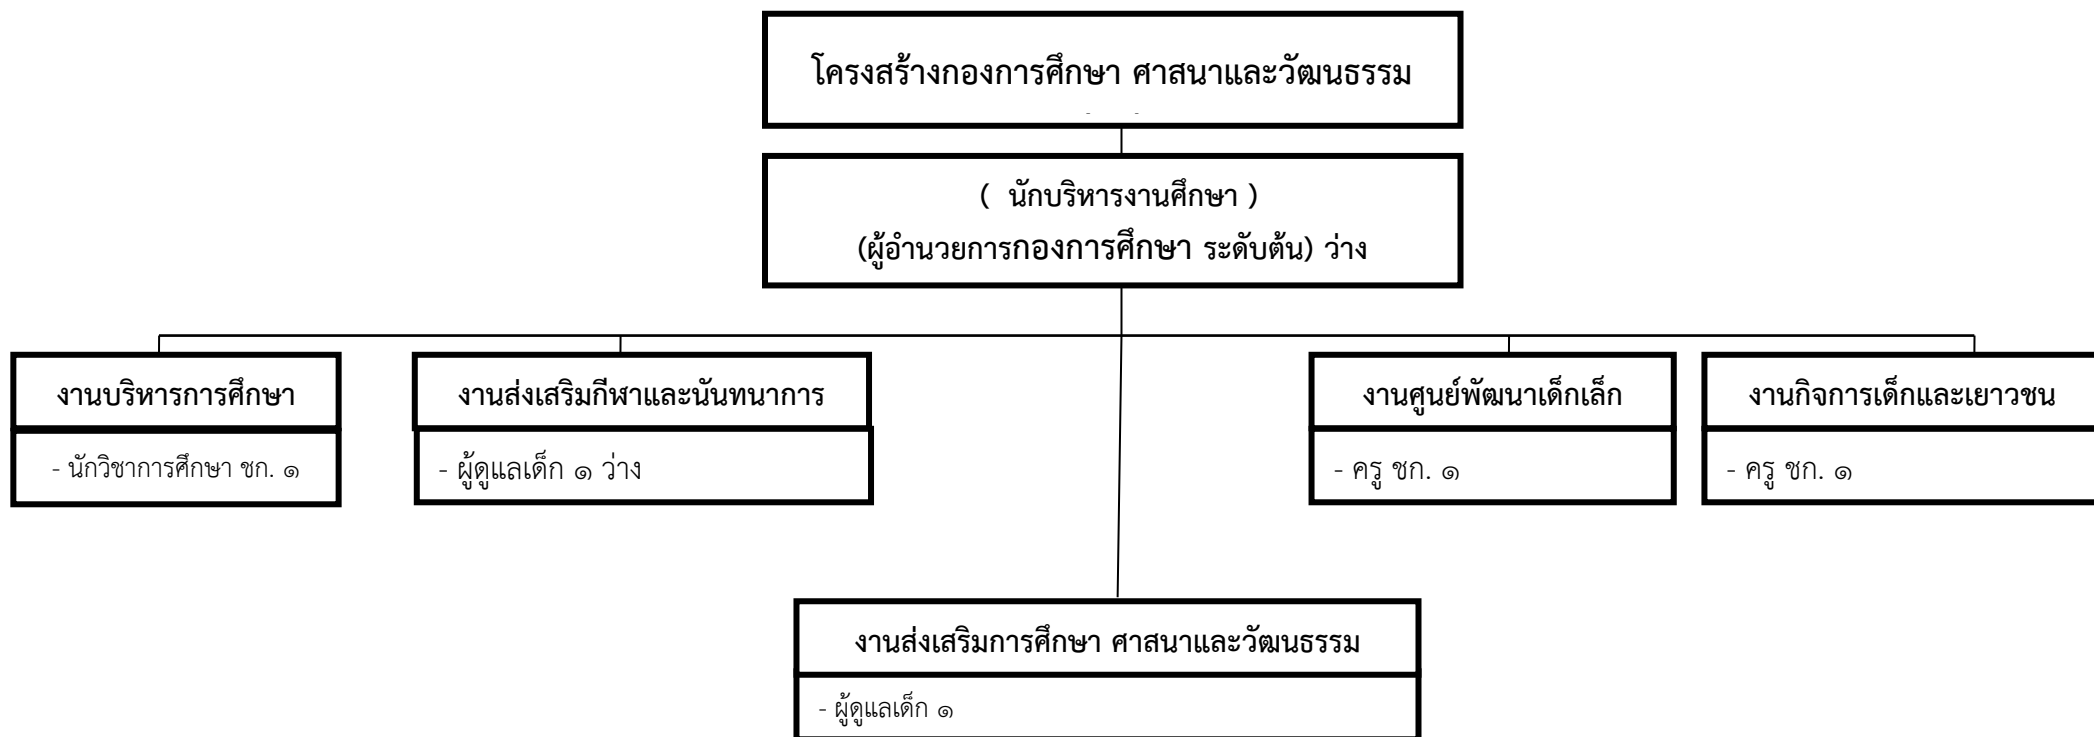 โครงสร้างกองการศึกษา ศาสนาและวัฒนธรรม
( นักบริหารงานศึกษา )
(ผู้อำนวยการกองการศึกษา ระดับต้น) ว่าง
งานบริหารการศึกษา
- นักวิชาการศึกษา ชก. ๑
งานส่งเสริมกีฬาและนันทนาการ
- ผู้ดูแลเด็ก ๑ ว่าง
งานศูนย์พัฒนาเด็กเล็ก
- ครู ชก. ๑
งานกิจการเด็กและเยาวชน
- ครู ชก. ๑
งานส่งเสริมการศึกษา ศาสนาและวัฒนธรรม
- ผู้ดูแลเด็ก ๑